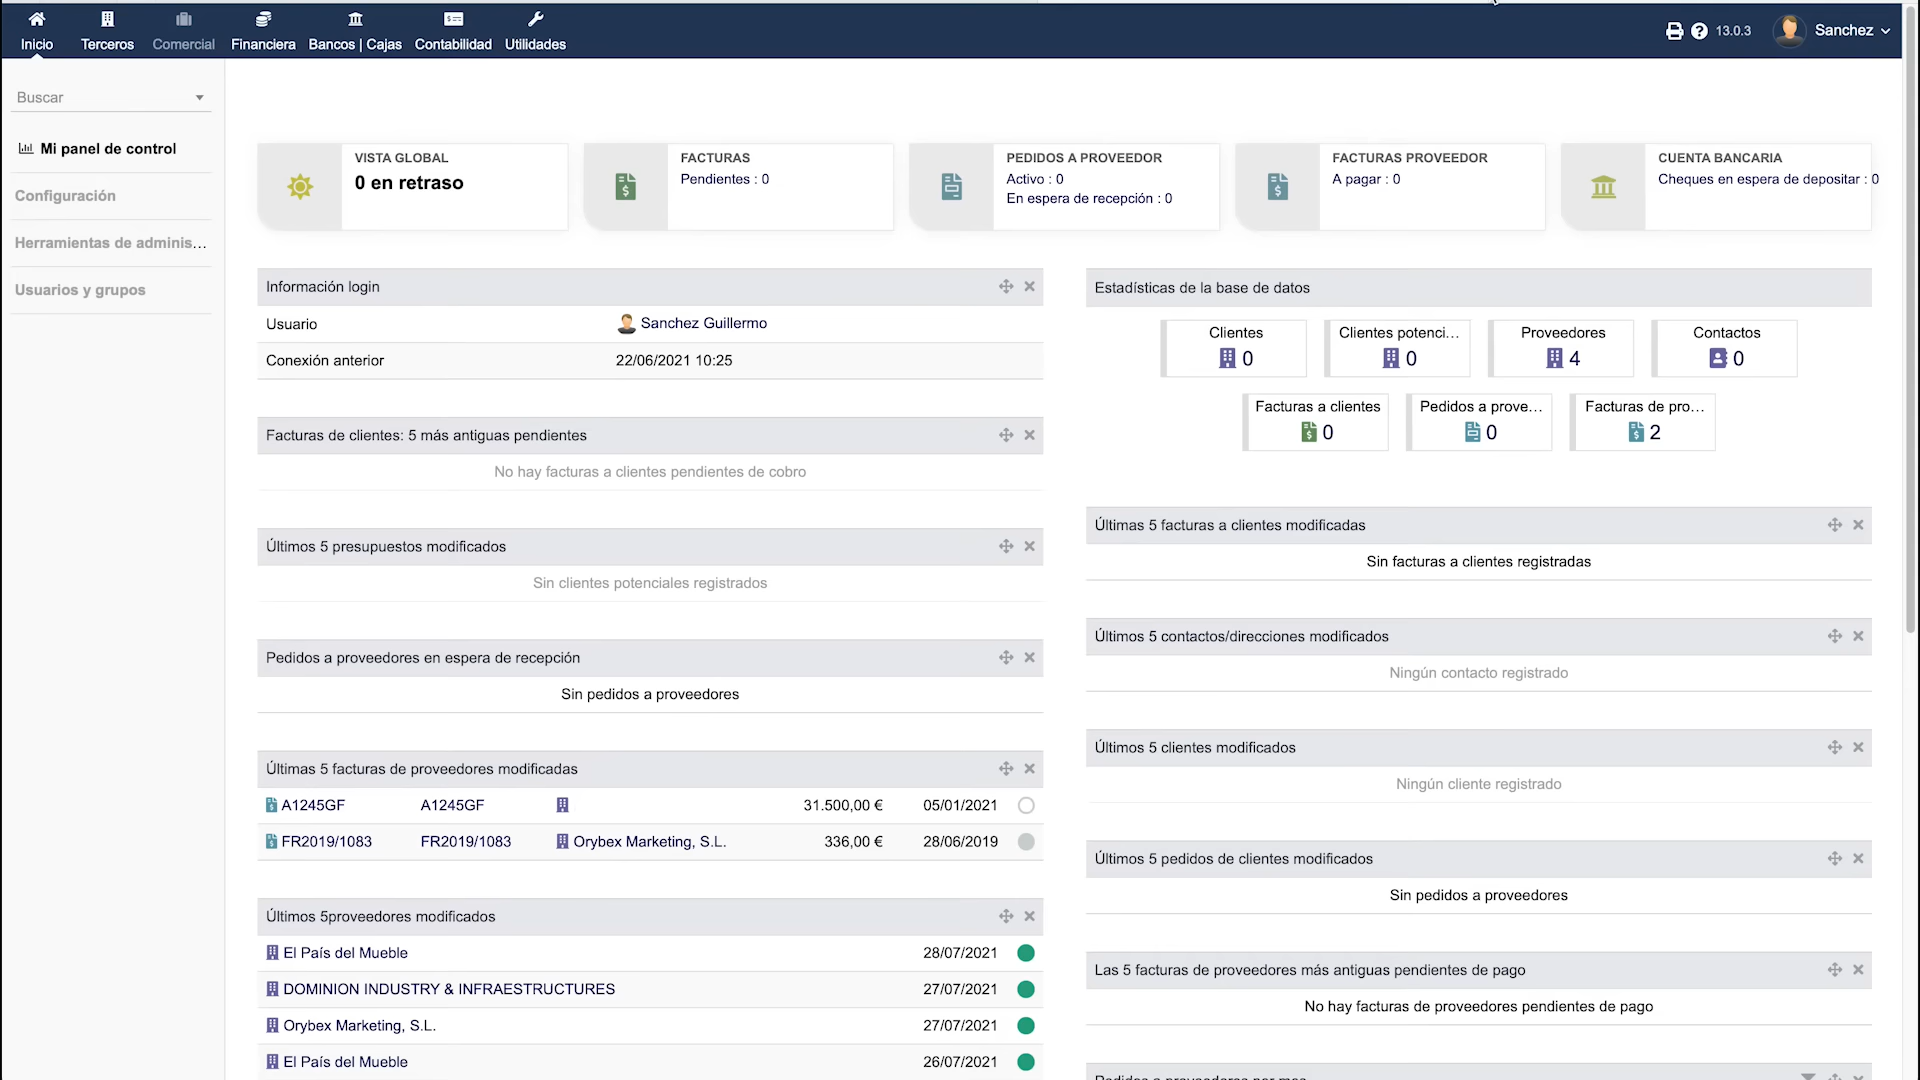 Inicio
Terceros
Comercial
Financiera
Bancos | Cajas
Contabilidad
Utilidades
13.0.3
Sanchez
Buscar
Mi panel de control
Configuración
Herramientas de adminis...
Usuarios y grupos
VISTA GLOBAL
0 en retraso
FACTURAS
Pendientes : 0
PEDIDOS A PROVEEDOR
Activo : 0
En espera de recepción : 0
FACTURAS PROVEEDOR
A pagar : 0
CUENTA BANCARIA
Cheques en espera de depositar : 0
Información login
Usuario Sanchez Guillermo
Conexión anterior 22/06/2021 10:25
Facturas de clientes: 5 más antiguas pendientes
No hay facturas a clientes pendientes de cobro
Últimos 5 presupuestos modificados
Sin clientes potenciales registrados
Pedidos a proveedores en espera de recepción
Sin pedidos a proveedores
Últimas 5 facturas de proveedores modificadas
A1245GF A1245GF 31.500,00 € 05/01/2021
FR2019/1083 FR2019/1083 Orybex Marketing, S.L. 336,00 € 28/06/2019
Últimos 5proveedores modificados
El País del Mueble 28/07/2021
DOMINION INDUSTRY & INFRAESTRUCTURES 27/07/2021
Orybex Marketing, S.L. 27/07/2021
El País del Mueble 26/07/2021
Estadísticas de la base de datos
Clientes
0
Clientes potenci...
0
Proveedores
4
Contactos
0
Facturas a clientes
0
Pedidos a prove...
0
Facturas de pro...
2
Últimas 5 facturas a clientes modificadas
Sin facturas a clientes registradas
Últimos 5 contactos/direcciones modificados
Ningún contacto registrado
Últimos 5 clientes modificados
Ningún cliente registrado
Últimos 5 pedidos de clientes modificados
Sin pedidos a proveedores
Las 5 facturas de proveedores más antiguas pendientes de pago
No hay facturas de proveedores pendientes de pago
Pedidos a proveedores por mes